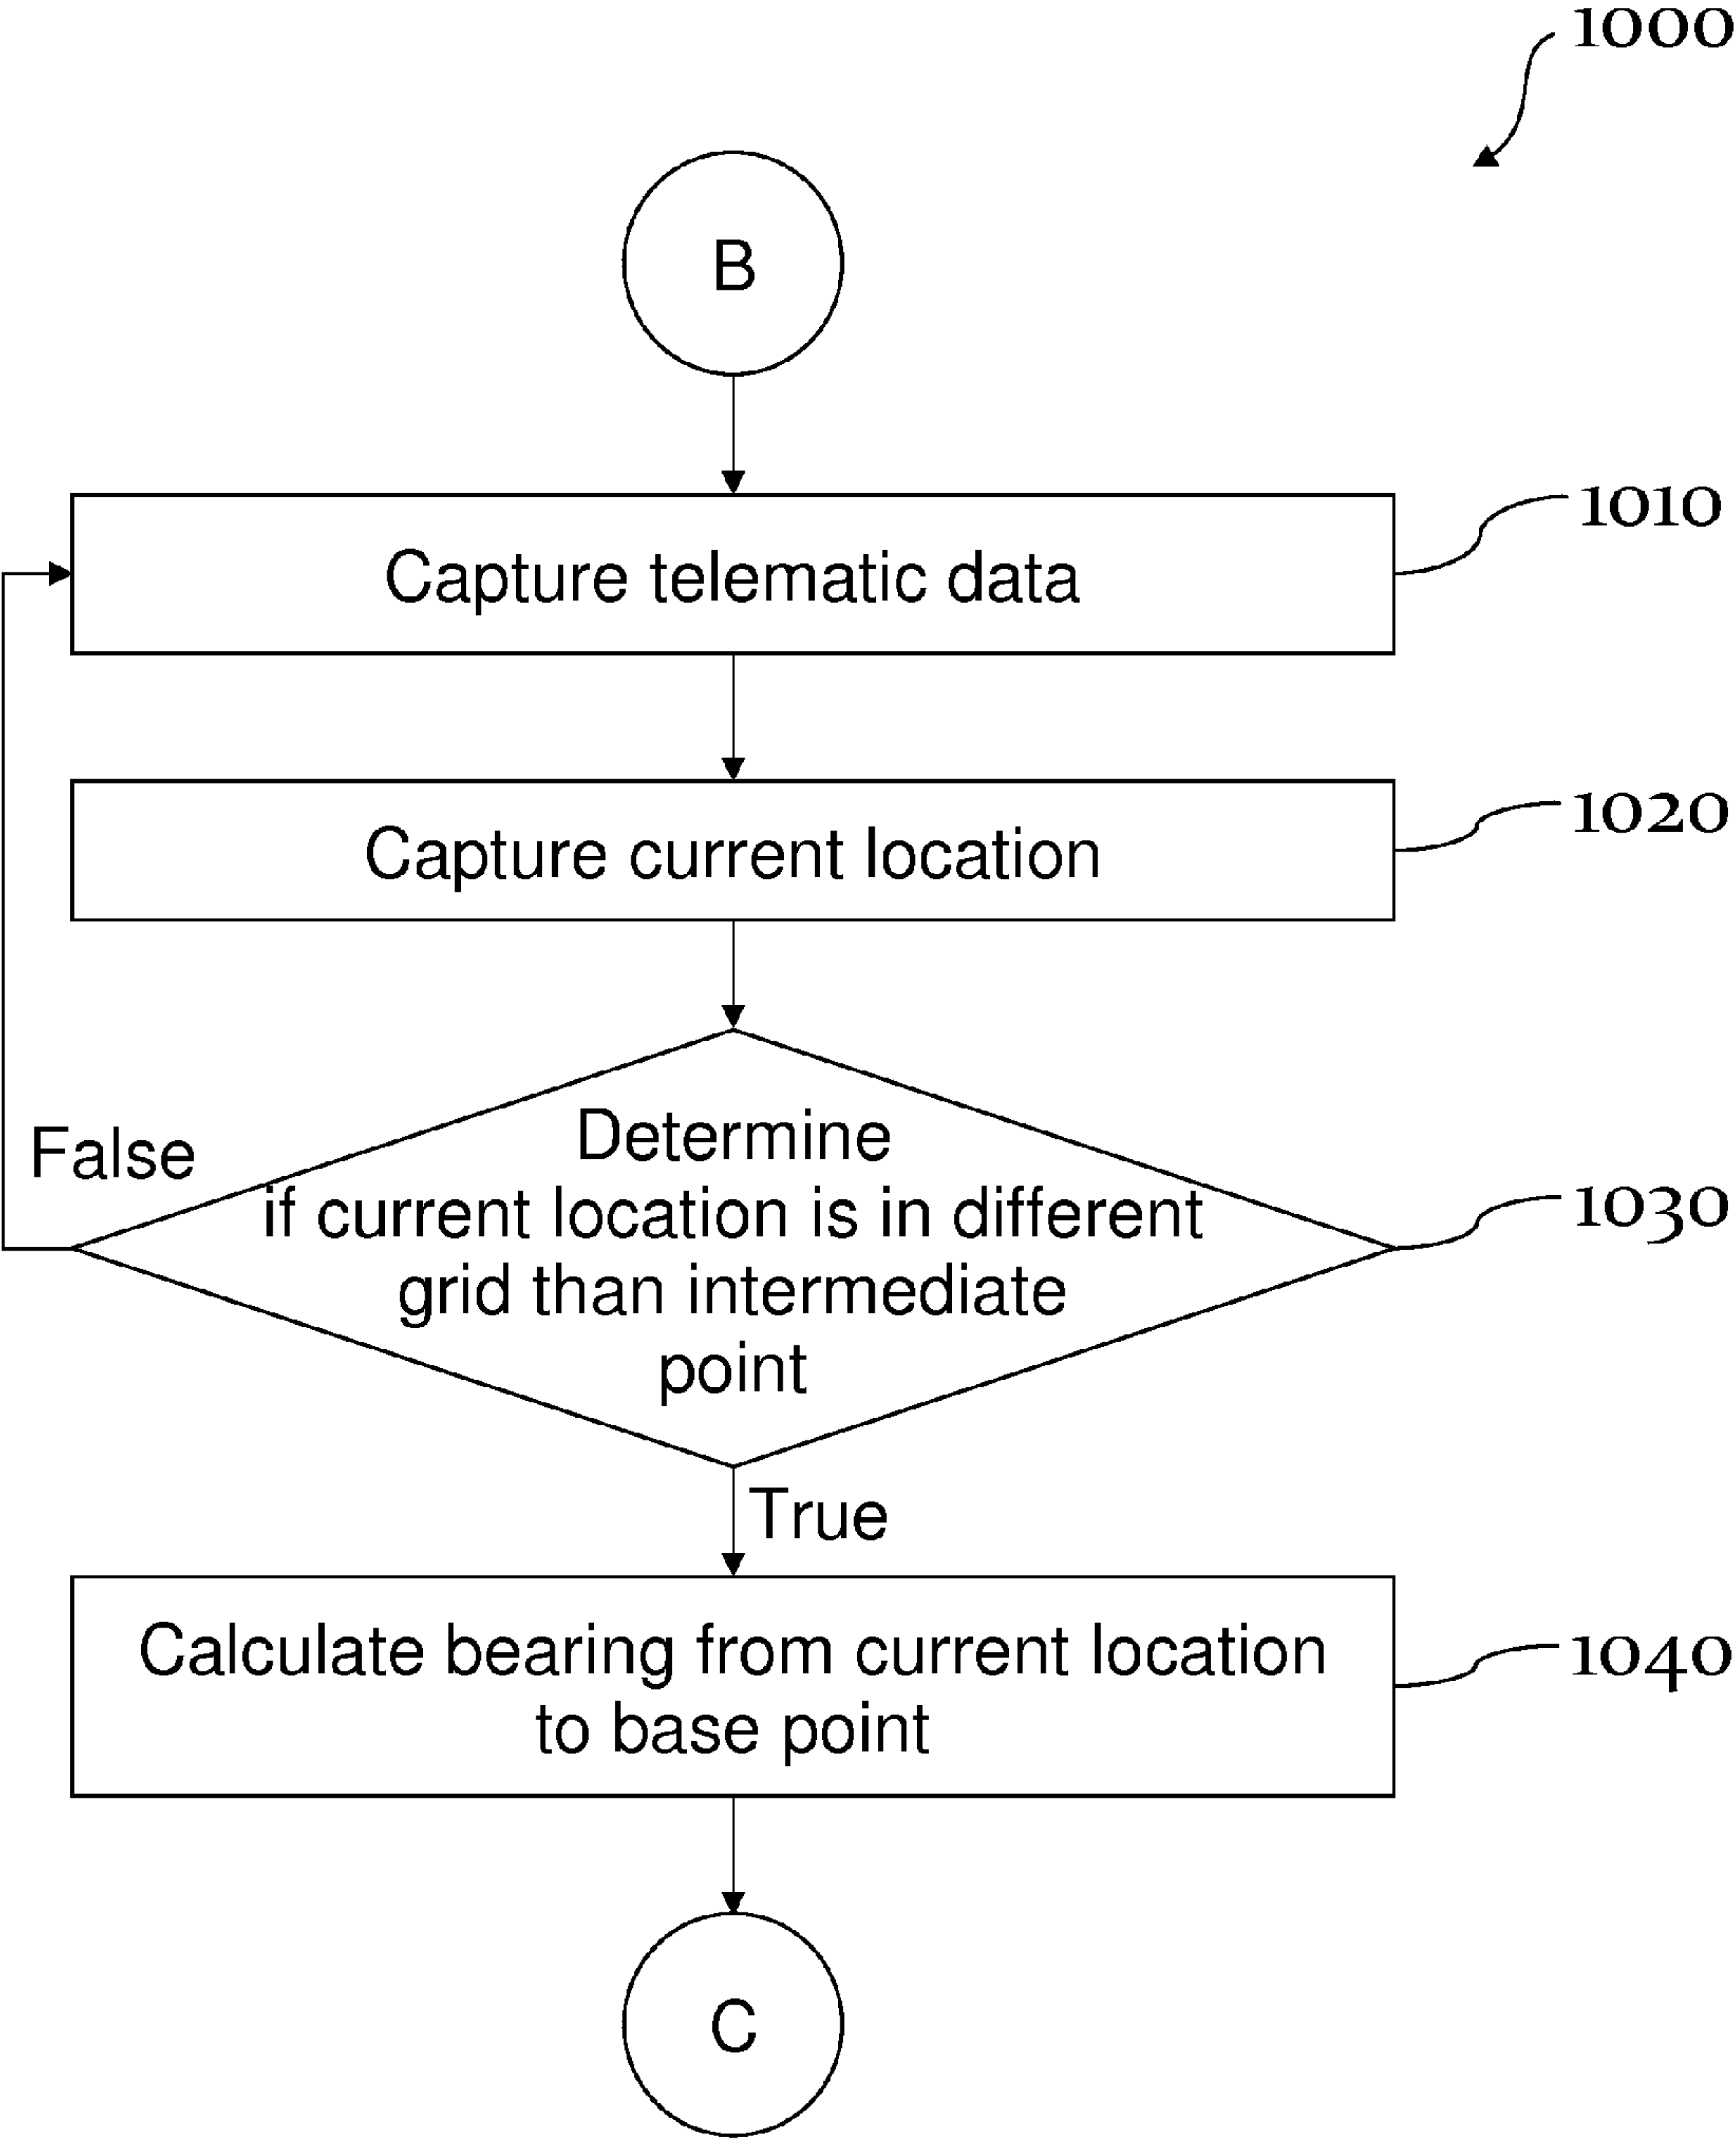 1000
B
Capture telematic data
1010
Capture current location
1020
False
Determine
if current location is in different
grid than intermediate
point
1030
True
Calculate bearing from current location
to base point
1040
C